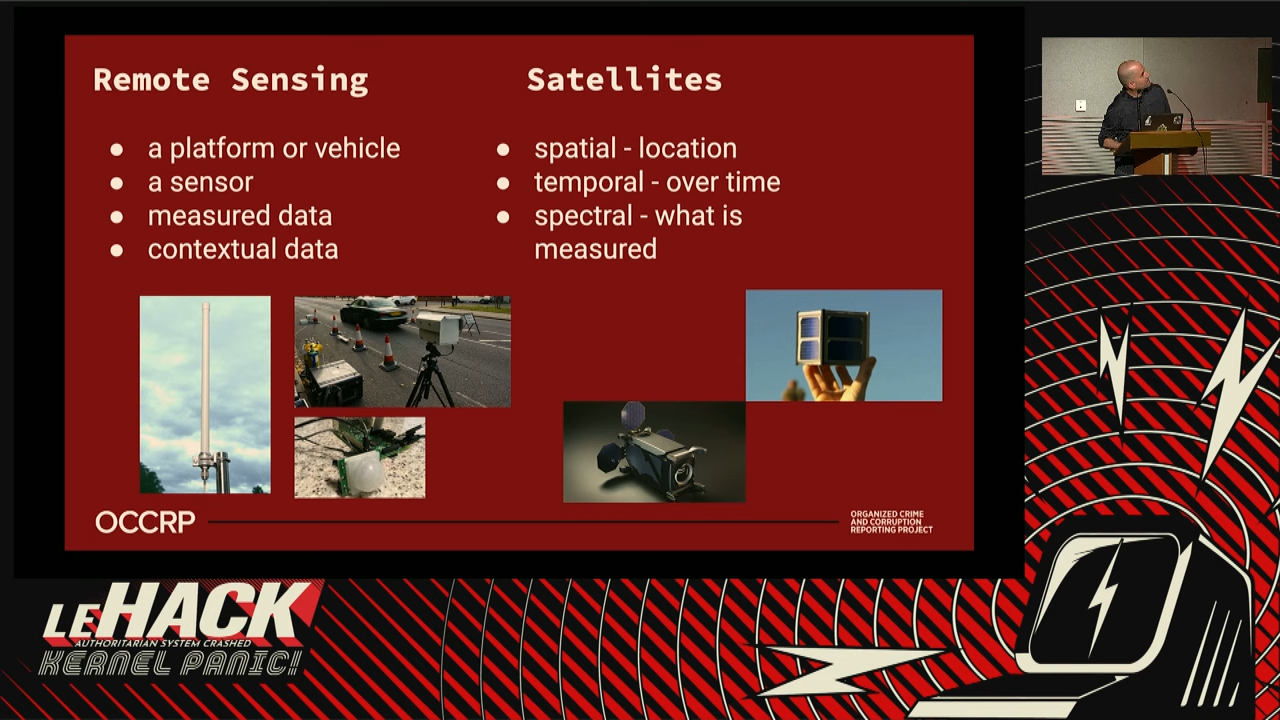 Remote Sensing
● a platform or vehicle
● a sensor
● measured data
● contextual data
Satellites
● spatial - location
● temporal - over time
● spectral - what is
measured
OCCRP
ORGANIZED CRIME
AND CORRUPTION
REPORTING PROJECT
LEHACK
AUTHORITARIAN SYSTEM CRASHED
KERNEL PANIC!